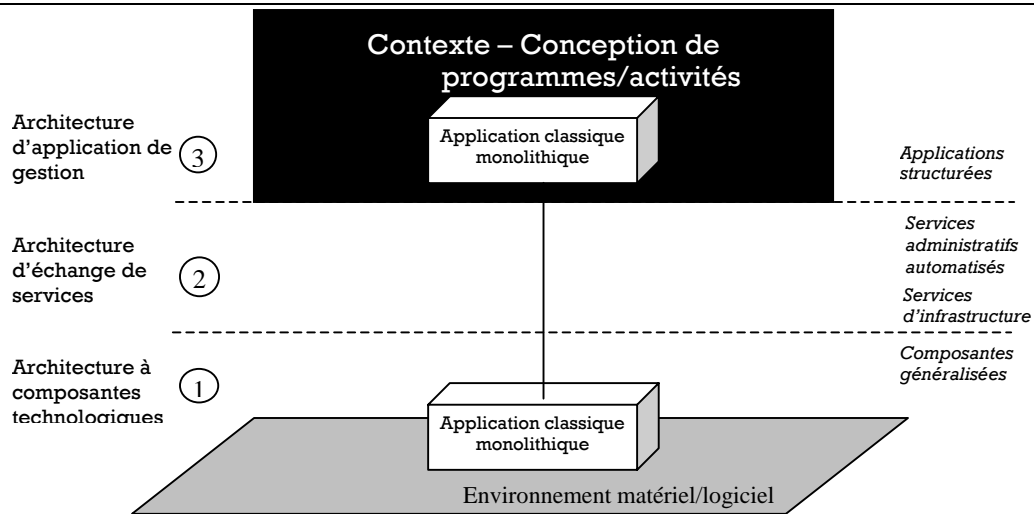 Contexte – Conception de
programmes/activités
Architecture
d'application de
gestion
3
Application classique
monolithique
Applications
structurées
Architecture
d'échange de
services
2
Services
administratifs
automatisés
Services
d'infrastructure
Architecture à
composantes
technologiques
1
Composantes
généralisées
Application classique
monolithique
Environnement matériel/logiciel